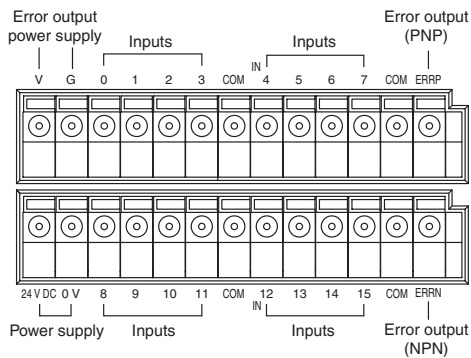 Error output
power supply
Inputs
Inputs
Error output
(PNP)
V G 0 1 2 3 COM IN 4 5 6 7 COM ERRP
24 V DC 0 V 8 9 10 11 COM IN 12 13 14 15 COM ERRN
Power supply
Inputs
Inputs
Error output
(NPN)